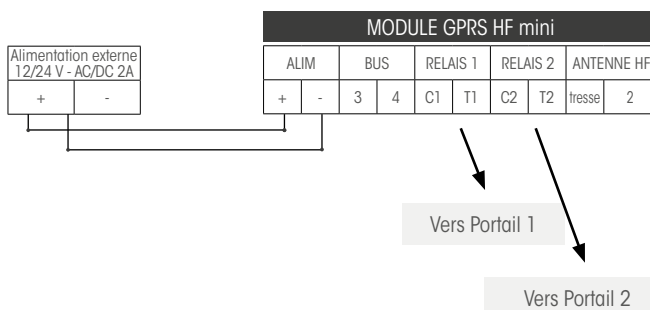 MODULE GPRS HF mini
Alimentation externe
12/24 V - AC/DC 2A
ALIM BUS RELAIS 1 RELAIS 2 ANTENNE HF
+ - + - 3 4 C1 T1 C2 T2 tresse 2
Vers Portail 1
Vers Portail 2